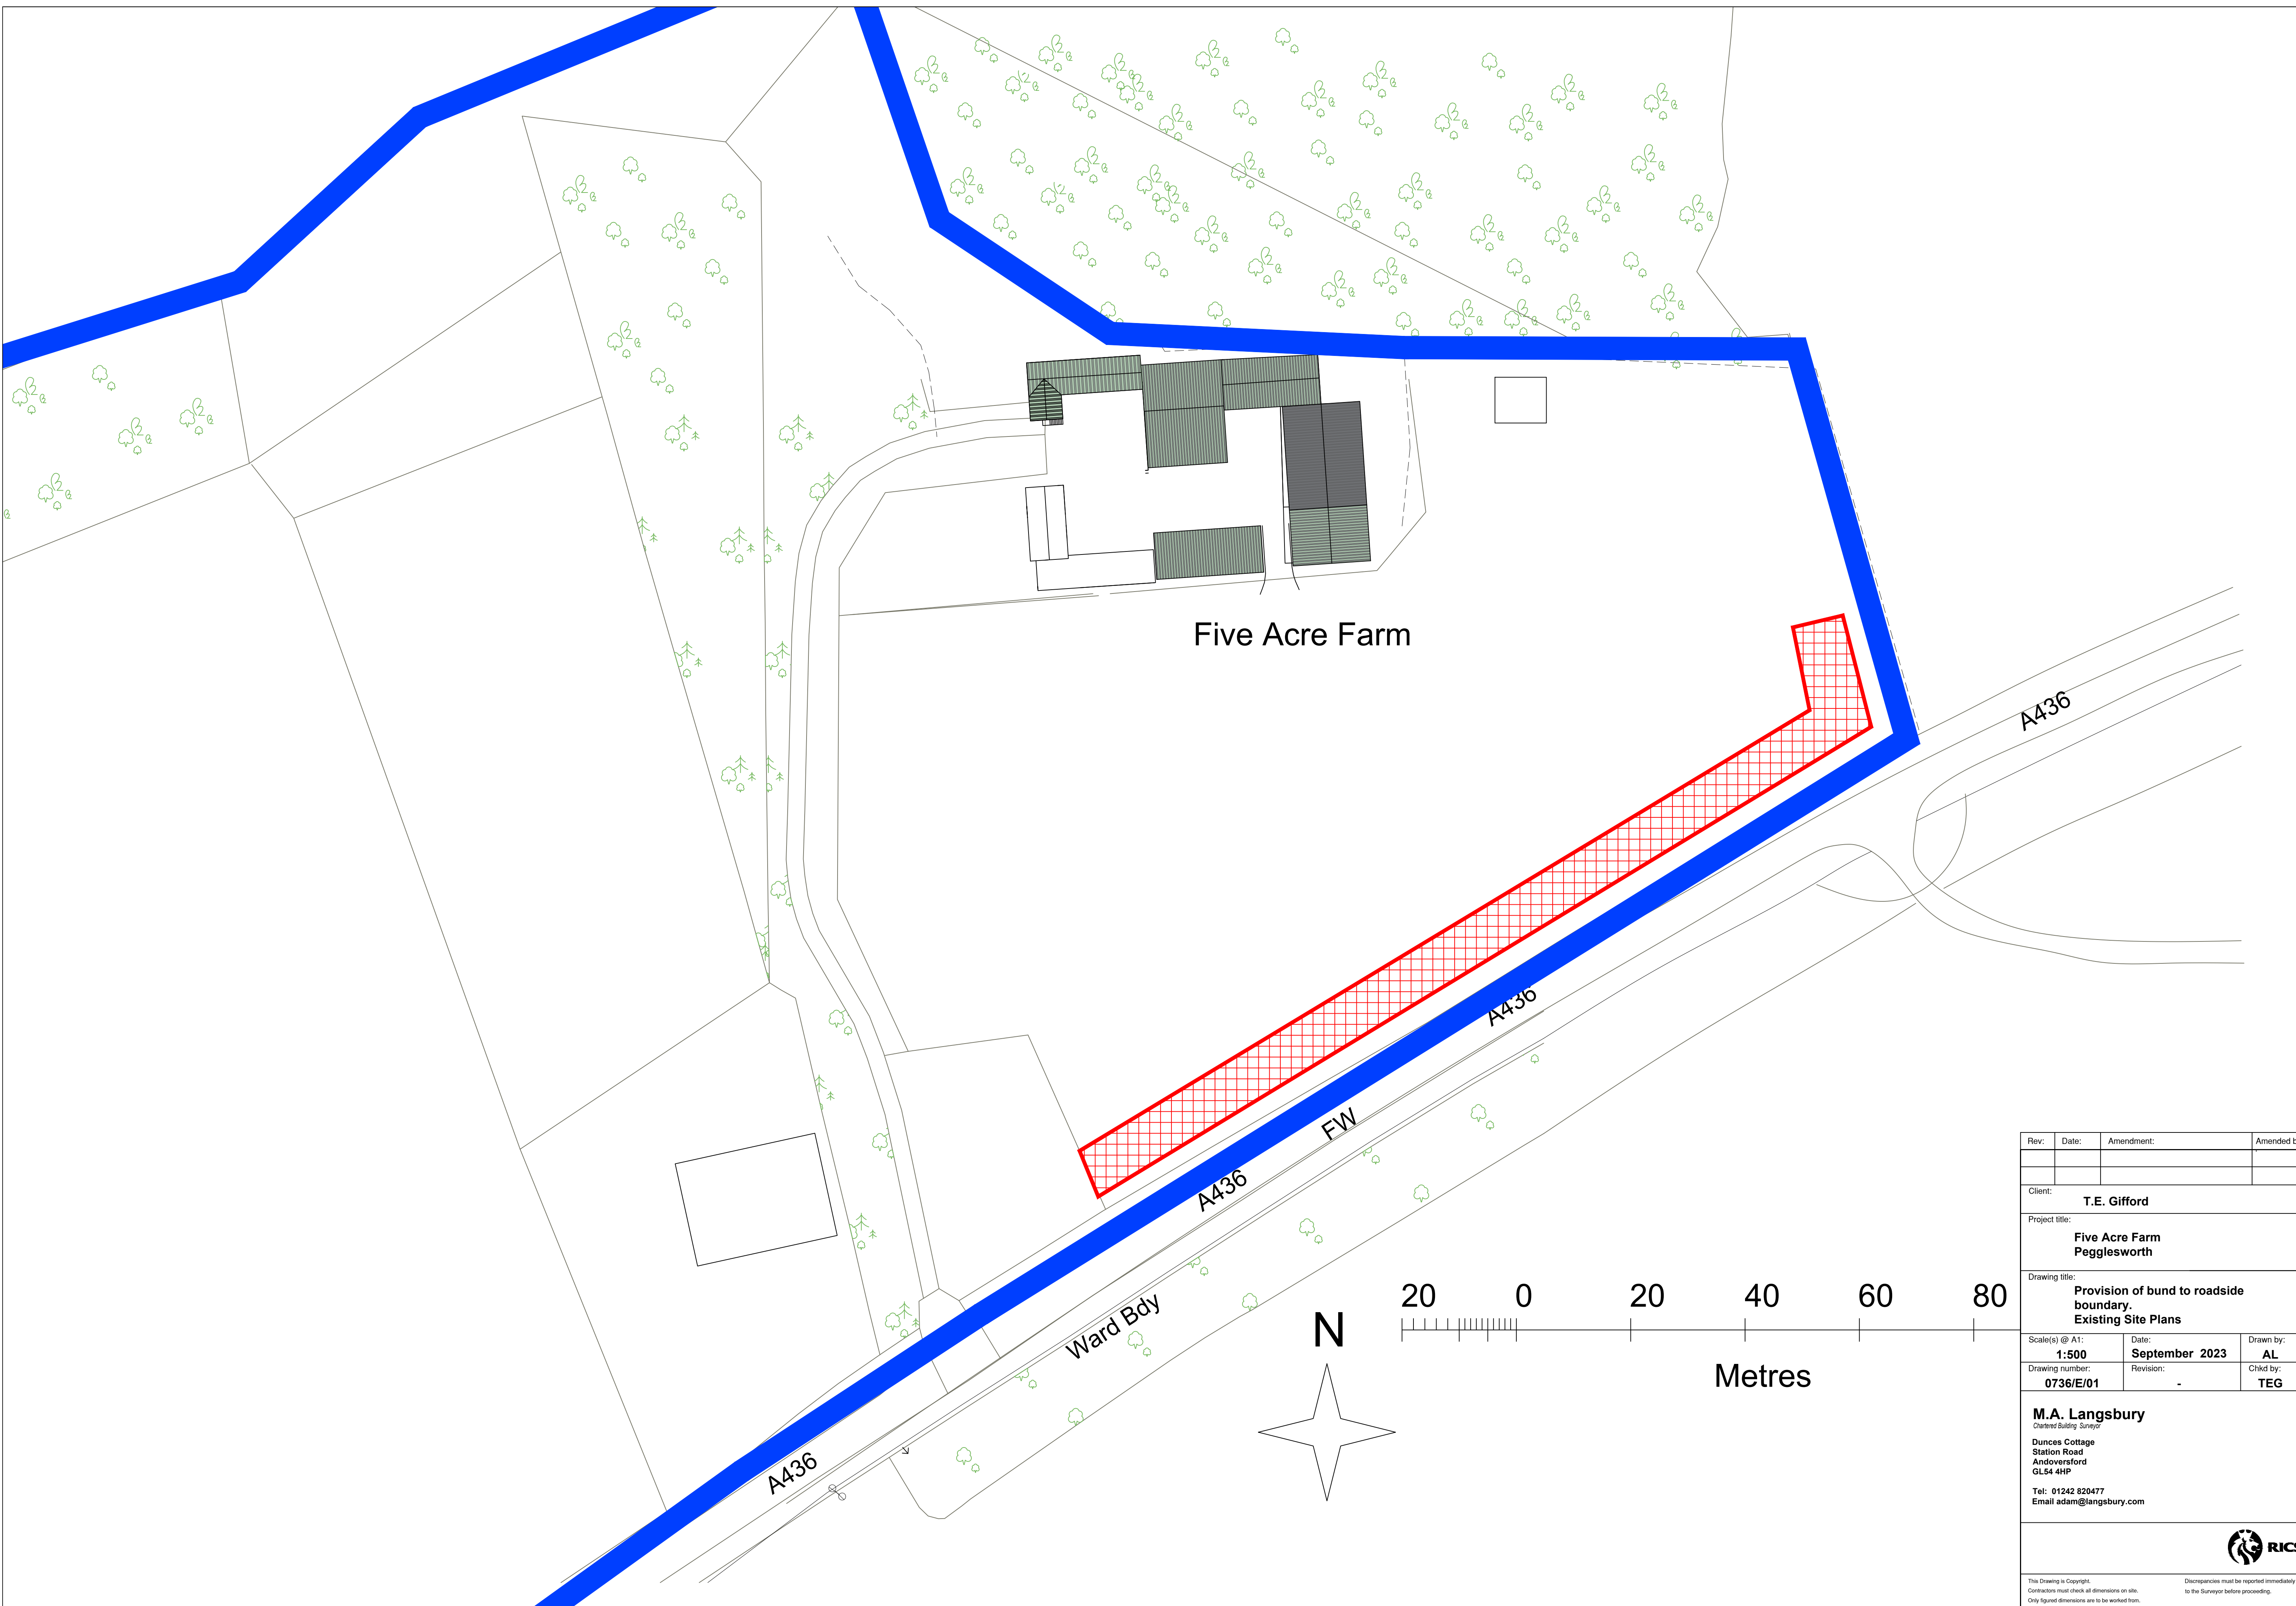 Five Acre Farm
A436
A436
FW
A436
Ward Bdy
A436
N
20 0 20 40 60 80
Metres
Rev: Date: Amendment: Amended b
Client:
T.E. Gifford
Project title:
Five Acre Farm
Pegglesworth
Drawing title:
Provision of bund to roadside
boundary.
Existing Site Plans
Scale(s) @ A1: Date: Drawn by:
1:500 September 2023 AL
Drawing number: Revision: Chkd by:
0736/E/01 - TEG
M.A. Langsbury
Chartered Building Surveyor
Dunces Cottage
Station Road
Andoversford
GL54 4HP
Tel: 01242 820477
Email adam@langsbury.com
RICS
This Drawing is Copyright.
Contractors must check all dimensions on site.
Only figured dimensions are to be worked from.
Discrepancies must be reported immediately
to the Surveyor before proceeding.